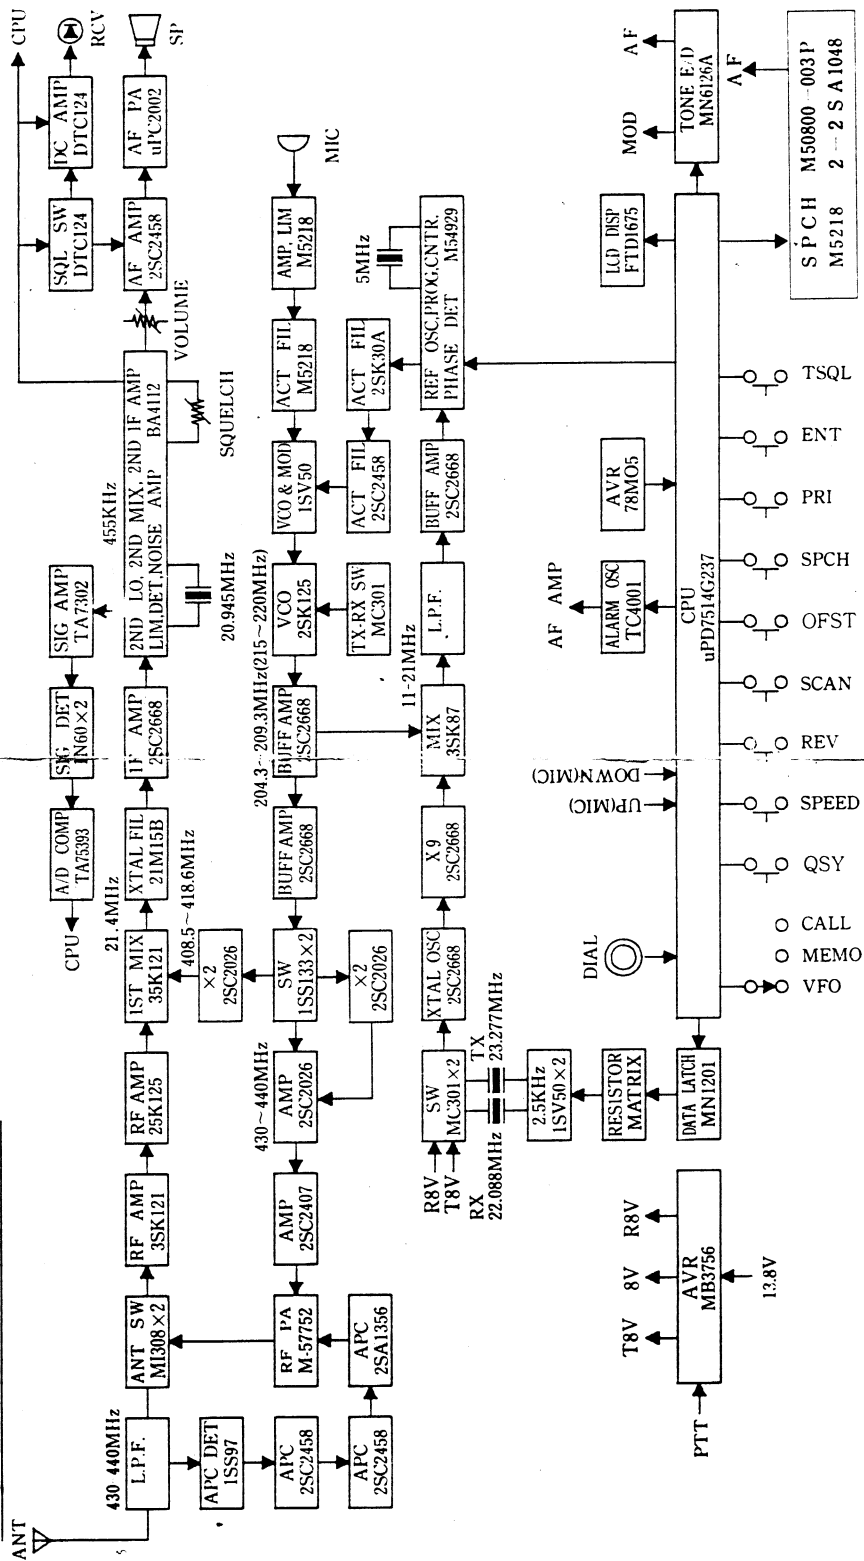 ANT
430-440MHz
L.P.F.
ANT SW
MI308×2
RF AMP
3SK121
RF AMP
25K125
1ST MIX
35K121
21.4MHz
XTAL FIL
21M15B
1F AMP
2SC2668
2ND LO, 2ND MIX, 2ND 1F AMP
LIM,DET,NOISE AMP BA4112
455KHz
20.945MHz
SQUELCH
VOLUME
AF AMP
2SC2458
AF PA
uPC2002
SP
SQL SW
DTC124
DC AMP
DTC124
RCV
CPU
SIG AMP
TA7302
SIG DET
IN60×2
A/D COMP
TA75393
CPU
408.5~418.6MHz
×2
2SC2026
APC DET
1SS97
APC
2SC2458
APC
2SC2458
APC
2SA1356
RF PA
M-57752
AMP
2SC2407
430~440MHz
AMP
2SC2026
SW
1SS133×2
×2
2SC2026
BUFF AMP
2SC2668
BUFF AMP
2SC2668
204.3~209.3MHz(215~220MHz)
VCO
2SK125
TX-RX SW
MC301
VCO & MOD
1SV50
ACT FIL
M5218
AMP, LIM
M5218
MIC
ACT FIL
2SC2458
ACT FIL
2SK30A
5MHz
REF OSC,PROG,CNTR,
PHASE DET M54929
BUFF AMP
2SC2668
L.P.F.
11-21MHz
MIX
3SK87
X9
2SC2668
XTAL OSC
2SC2668
SW
MC301×2
R8V
T8V
RX
22.088MHz
TX
23.277MHz
2.5KHz
1SV50×2
RESISTOR
MATRIX
DATA LATCH
MN1201
CPU
uPD7514G237
DIAL
UP(MIC)
DOWN(MIC)
AF AMP
ALARM OSC
TC4001
AVR
78MO5
LCD DISP
FTD1675
MOD
AF
TONE E/D
MN6126A
AF
SPCH M50800-003P
M5218 2-2SA1048
TSQL
ENT
PRI
SPCH
OFST
SCAN
REV
SPEED
QSY
CALL
MEMO
VFO
PTT
T8V
8V
R8V
AVR
MB3756
13.8V